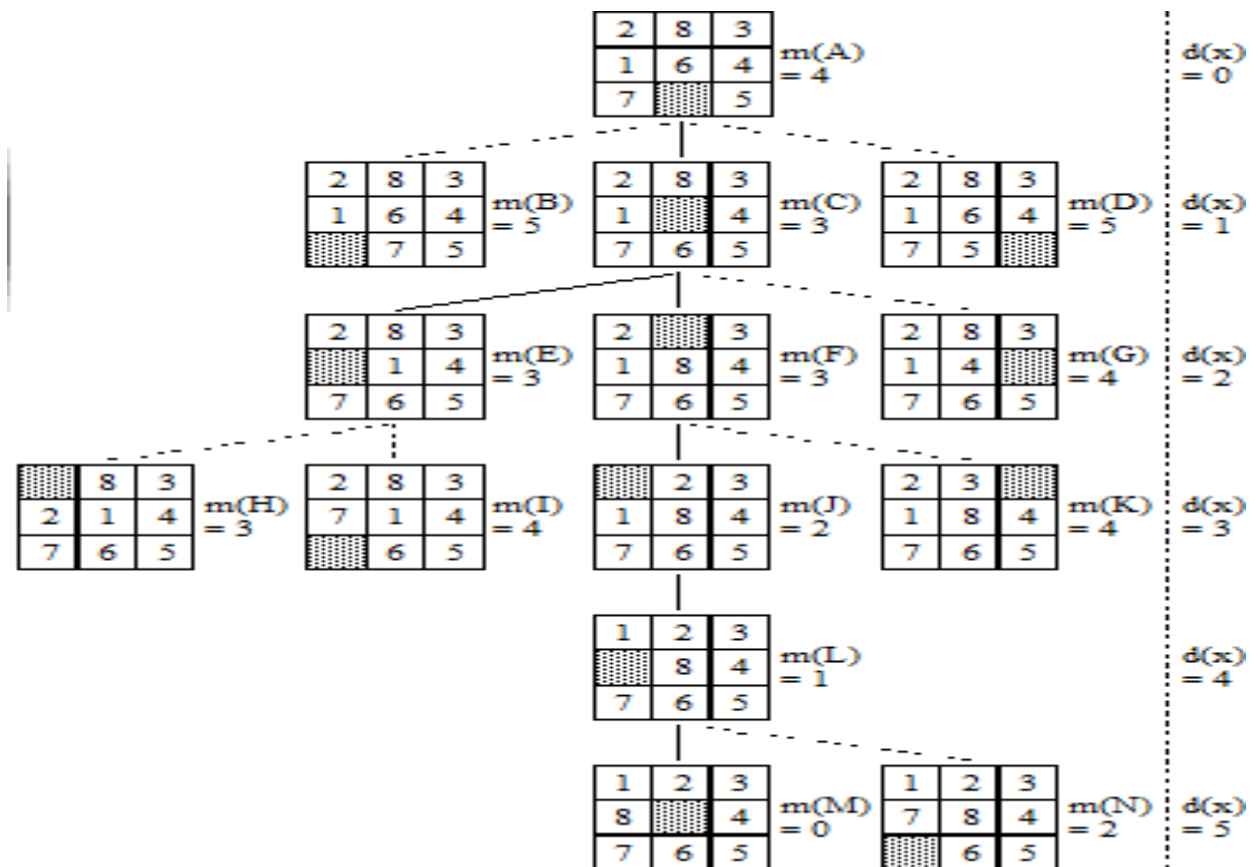 2 8 3
m(A) d(x)
1 6 4
= 4 = 0
7 5
2 8 3 2 8 3 2 8 3
m(B) m(C) m(D) d(x)
1 6 4 1 4 1 6 4
= 5 = 3 = 5 = 1
7 5 7 6 5 7 5
2 8 3 2 3 2 8 3
m(E) m(F) m(G) d(x)
1 4 1 8 4 1 4
= 3 = 3 = 4 = 2
7 6 5 7 6 5 7 6 5
8 3 2 8 3 2 3 2 3
m(H) m(I) m(J) m(K) d(x)
2 1 4 7 1 4 1 8 4 1 8 4
= 3 = 4 = 2 = 4 = 3
7 6 5 6 5 7 6 5 7 6 5
1 2 3
m(L) d(x)
8 4
= 1 = 4
7 6 5
1 2 3 1 2 3
m(M) m(N) d(x)
8 4 7 8 4
= 0 = 2 = 5
7 6 5 6 5